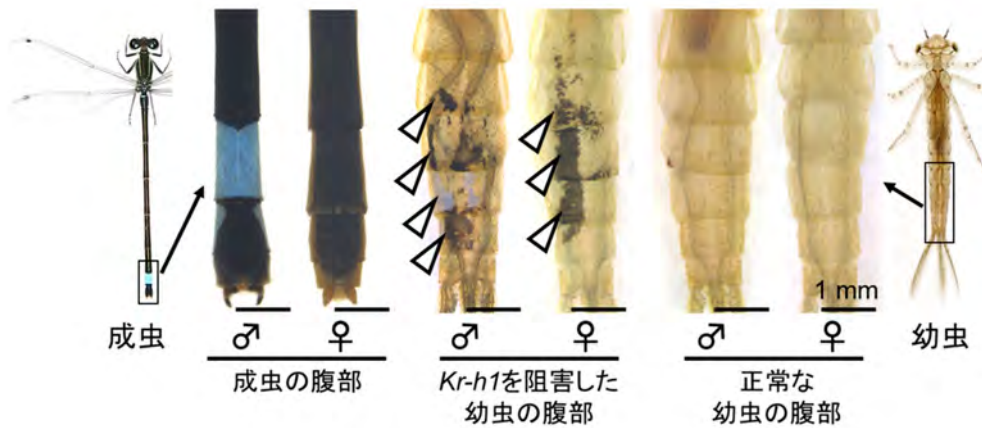 1 mm
成虫
♂
♀
♂
♀
♂
♀
幼虫
成虫の腹部
Kr-h1を阻害した
幼虫の腹部
正常な
幼虫の腹部